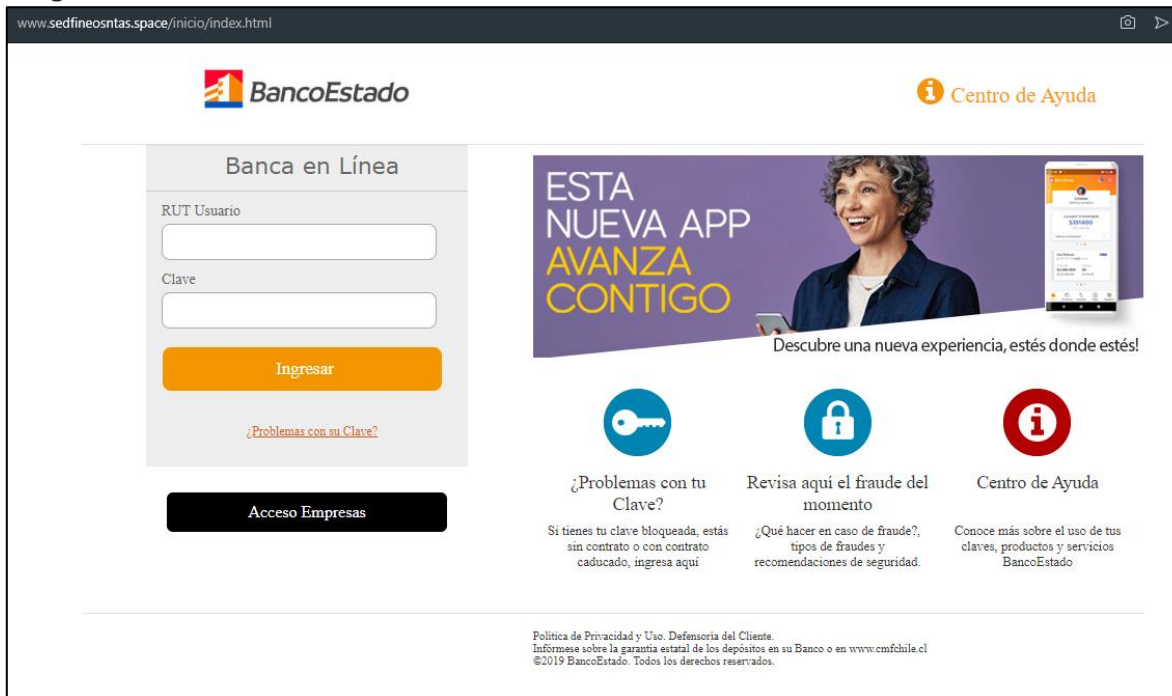 www.sedfineosntas.space/inicio/index.html
BancoEstado
Centro de Ayuda
Banca en Línea
RUT Usuario
Clave
Ingresar
¿Problemas con su Clave?
Acceso Empresas
ESTA
NUEVA APP
AVANZA
CONTIGO
Descubre una nueva experiencia, estés donde estés!
¿Problemas con tu
Clave?
Si tienes tu clave bloqueada, estás
sin contrato o con contrato
caducado, ingresa aquí
Revisa aquí el fraude del
momento
¿Qué hacer en caso de fraude?,
tipos de fraudes y
recomendaciones de seguridad.
Centro de Ayuda
Conoce más sobre el uso de tus
claves, productos y servicios
BancoEstado
Política de Privacidad y Uso. Defensoría del Cliente.
Infórmese sobre la garantía estatal de los depósitos en su Banco o en www.cmfchile.cl
©2019 BancoEstado. Todos los derechos reservados.